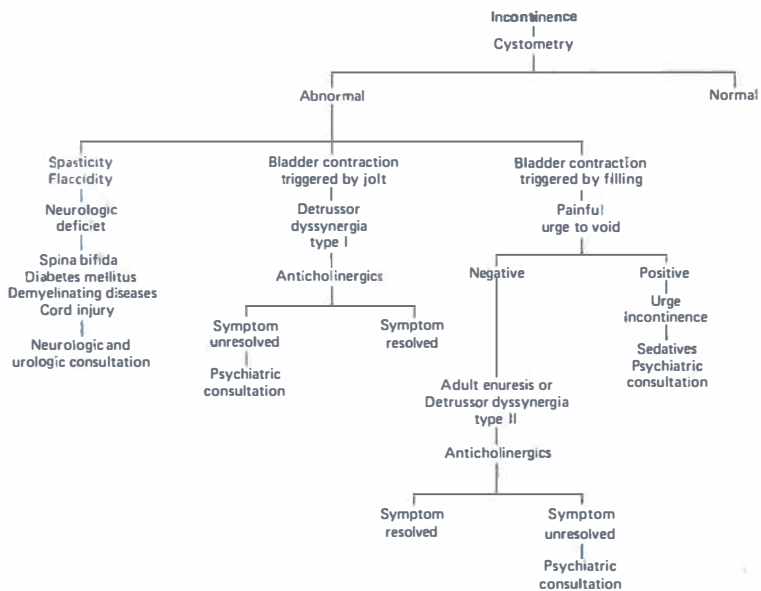 Incontinence
Cystometry
Abnormal
Normal
Spasticity
Flaccidity
Neurologic
deficiet
Spina bifida
Diabetes mellitus
Demyelinating diseases
Cord injury
Neurologic and
urologic consultation
Bladder contraction
triggered by jolt
Detrussor
dyssynergia
type I
Anticholinergics
Symptom
unresolved
Psychiatric
consultation
Symptom
resolved
Bladder contraction
triggered by filling
Painful
urge to void
Negative
Adult enuresis or
Detrussor dyssynergia
type II
Anticholinergics
Symptom
resolved
Symptom
unresolved
Psychiatric
consultation
Positive
Urge
incontinence
Sedatives
Psychiatric
consultation